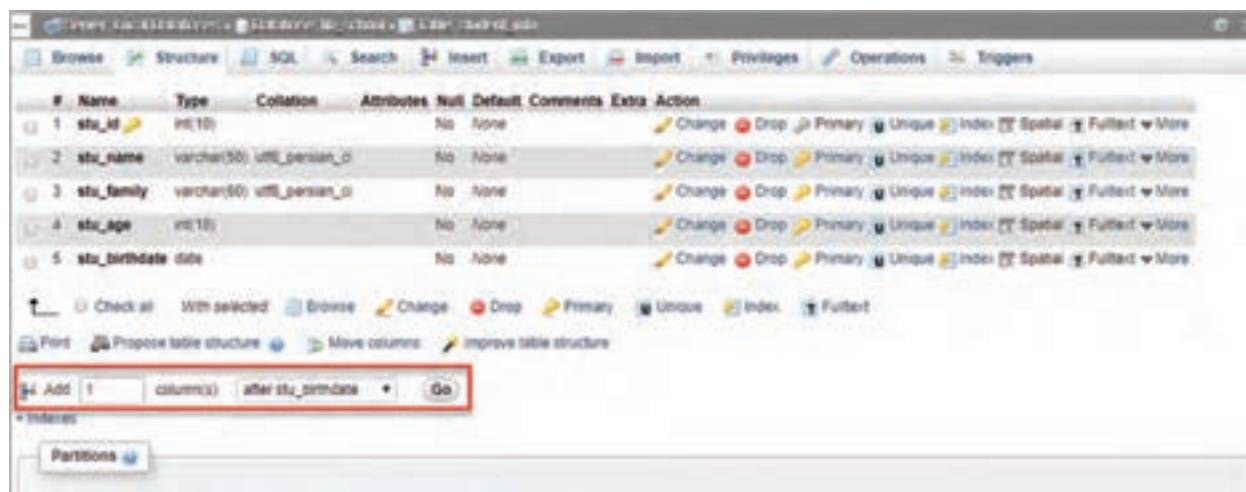 Browse Structure SQL Search Insert Export Import Privileges Operations Triggers
# Name Type Collation Attributes Null Default Comments Extra Action
1 stu_id int(10) No None Change Drop Primary Unique Index Spatial Fulltext More
2 stu_name varchar(50) utf8_persian_ci No None Change Drop Primary Unique Index Spatial Fulltext More
3 stu_family varchar(60) utf8_persian_ci No None Change Drop Primary Unique Index Spatial Fulltext More
4 stu_age int(10) No None Change Drop Primary Unique Index Spatial Fulltext More
5 stu_birthdate date No None Change Drop Primary Unique Index Spatial Fulltext More
Check all With selected: Browse Change Drop Primary Unique Index Fulltext
Print Propose table structure Move columns Improve table structure
Add 1 column(s) after stu_birthdate Go
+ Indexes
Partitions